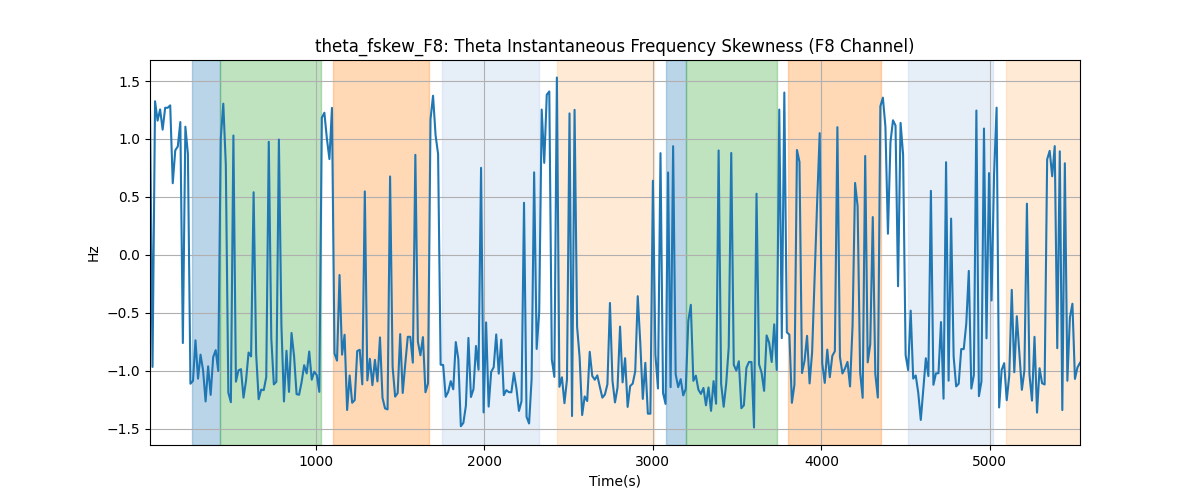 theta_fskew_F8: Theta Instantaneous Frequency Skewness (F8 Channel)
1.5
1.0
0.5
0.0
−0.5
−1.0
−1.5
Hz
1000 2000 3000 4000 5000
Time(s)